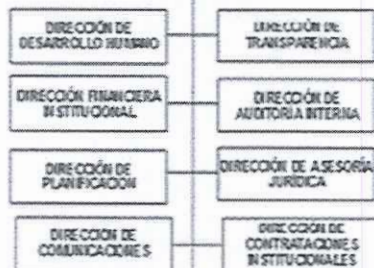 DIRECCIÓN DE
DESARROLLO HUMANO
DIRECCIÓN DE
TRANSPARENCIA
DIRECCIÓN FINANCIERA
INSTITUCIONAL
DIRECCIÓN DE
AUDITORÍA INTERNA
DIRECCIÓN DE
PLANIFICACIÓN
DIRECCIÓN DE ASESORÍA
JURÍDICA
DIRECCIÓN DE
COMUNICACIONES
DIRECCIÓN DE
CONTRATACIONES
INSTITUCIONALES